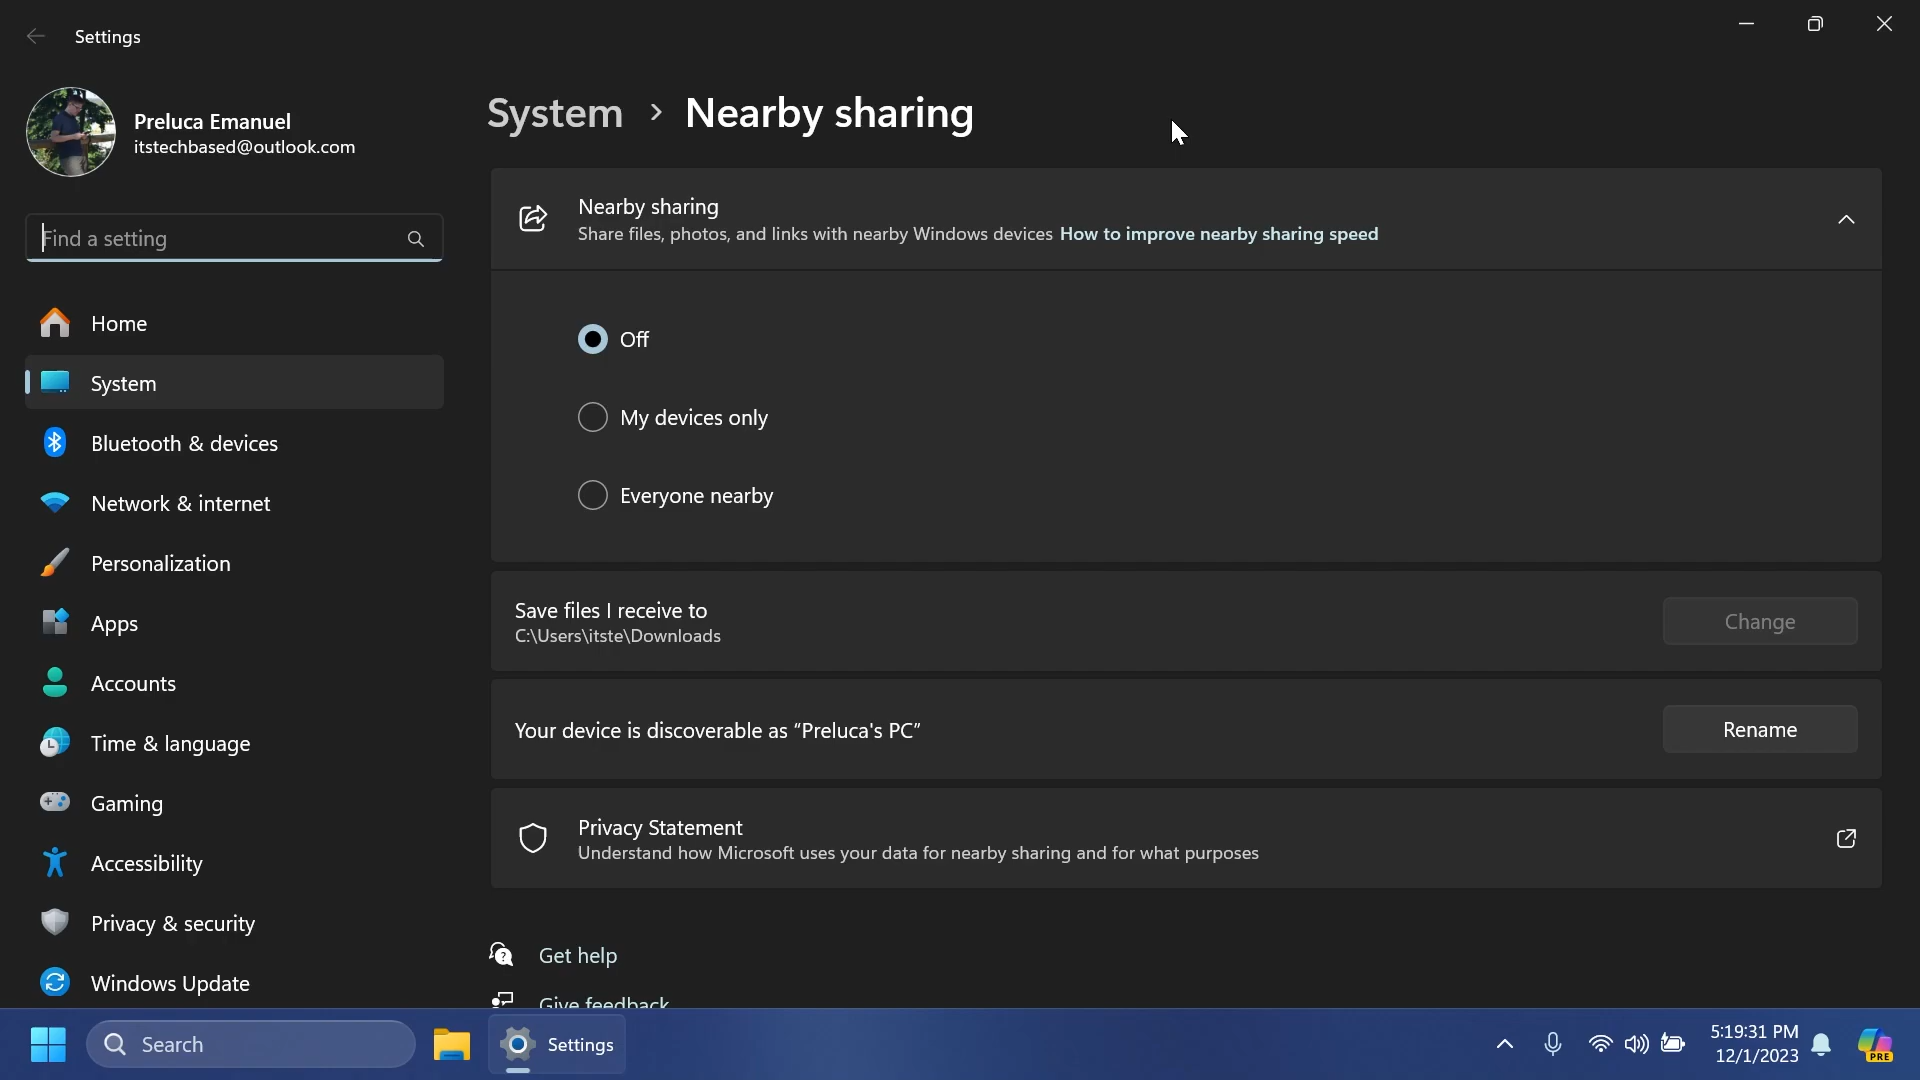 Settings
Preluca Emanuel
itstechbased@outlook.com
Find a setting
Home
System
Bluetooth & devices
Network & internet
Personalization
Apps
Accounts
Time & language
Gaming
Accessibility
Privacy & security
Windows Update
System > Nearby sharing
Nearby sharing
Share files, photos, and links with nearby Windows devices How to improve nearby sharing speed
Off
My devices only
Everyone nearby
Save files I receive to
C:\Users\itste\Downloads
Change
Your device is discoverable as “Preluca's PC”
Rename
Privacy Statement
Understand how Microsoft uses your data for nearby sharing and for what purposes
Get help
Give feedback
Search
Settings
5:19:31 PM
12/1/2023
PRE